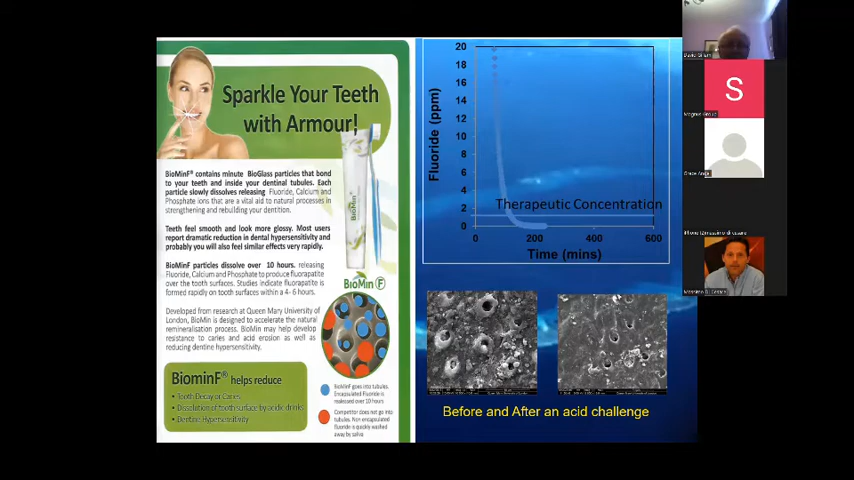 Sparkle Your Teeth
with Armour!
BioMinF® contains minute BioGlass particles that bond
to your teeth and inside your dentinal tubules. Each
particle slowly dissolves releasing Fluoride, Calcium and
Phosphate ions that are a vital aid to natural processes in
strengthening and rebuilding your dentition.
Teeth feel smooth and look more glossy. Most users
report dramatic reduction in dental hypersensitivity and
probably you will also feel similar effects very rapidly.
BioMinF particles dissolve over 10 hours. releasing
Fluoride, Calcium and Phosphate to produce fluorapatite
over the tooth surfaces. Studies indicate fluorapatite is
formed rapidly on tooth surfaces within a 4- 6 hours.
Developed from research at Queen Mary University of
London, BioMin is designed to accelerate the natural
remineralisation process. BioMin may help develop
resistance to caries and acid erosion as well as
reducing dentine hypersensitivity.
BioMin
BioMin F
BiominF® helps reduce
• Tooth Decay or Caries
• Dissolution of tooth surface by acidic drinks
• Dentine Hypersensitivity
BioMinF goes into tubules.
Encapsulated Fluoride is
released over 10 hours
Competitor does not go into
tubules. Non encapsulated
fluoride is quickly washed
away by saliva
Fluoride (ppm)
20
18
16
14
12
10
8
6
4
2
0
Therapeutic Concentration
0 200 400 600
Time (mins)
Before and After an acid challenge
David Gillam
S
Magnus Group